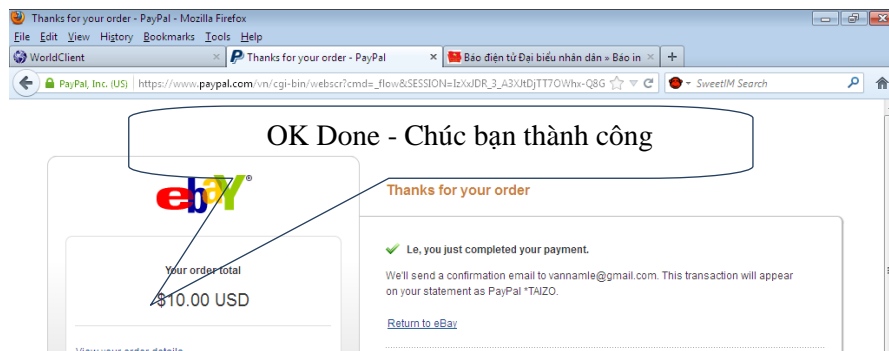 Thanks for your order - PayPal - Mozilla Firefox
File Edit View History Bookmarks Tools Help
WorldClient
Thanks for your order - PayPal
Báo điện tử Đại biểu nhân dân » Báo in
PayPal, Inc. (US) https://www.paypal.com/vn/cgi-bin/webscr?cmd=_flow&SESSION=IzXxJDR_3_A3XJtDjTT7OWhx-Q8G
SweetIM Search
OK Done - Chúc bạn thành công
ebaY®
Thanks for your order
Le, you just completed your payment.
Your order total
We'll send a confirmation email to vannamle@gmail.com. This transaction will appear
on your statement as PayPal *TAIZO.
$10.00 USD
Return to eBay
View your order details